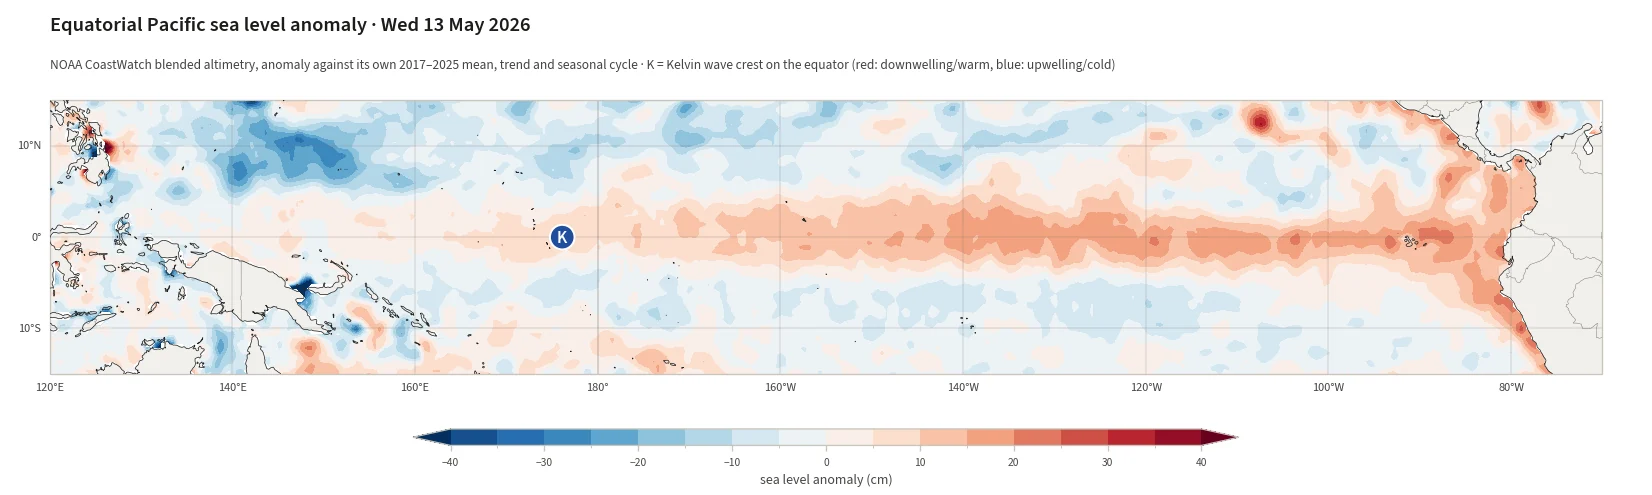 Equatorial Pacific sea level anomaly · Wed 13 May 2026
NOAA CoastWatch blended altimetry, anomaly against its own 2017–2025 mean, trend and seasonal cycle · K = Kelvin wave crest on the equator (red: downwelling/warm, blue: upwelling/cold)
10°N
0°
K
10°S
120°E 140°E 160°E 180° 160°W 140°W 120°W 100°W 80°W
−40 −30 −20 −10 0 10 20 30 40
sea level anomaly (cm)